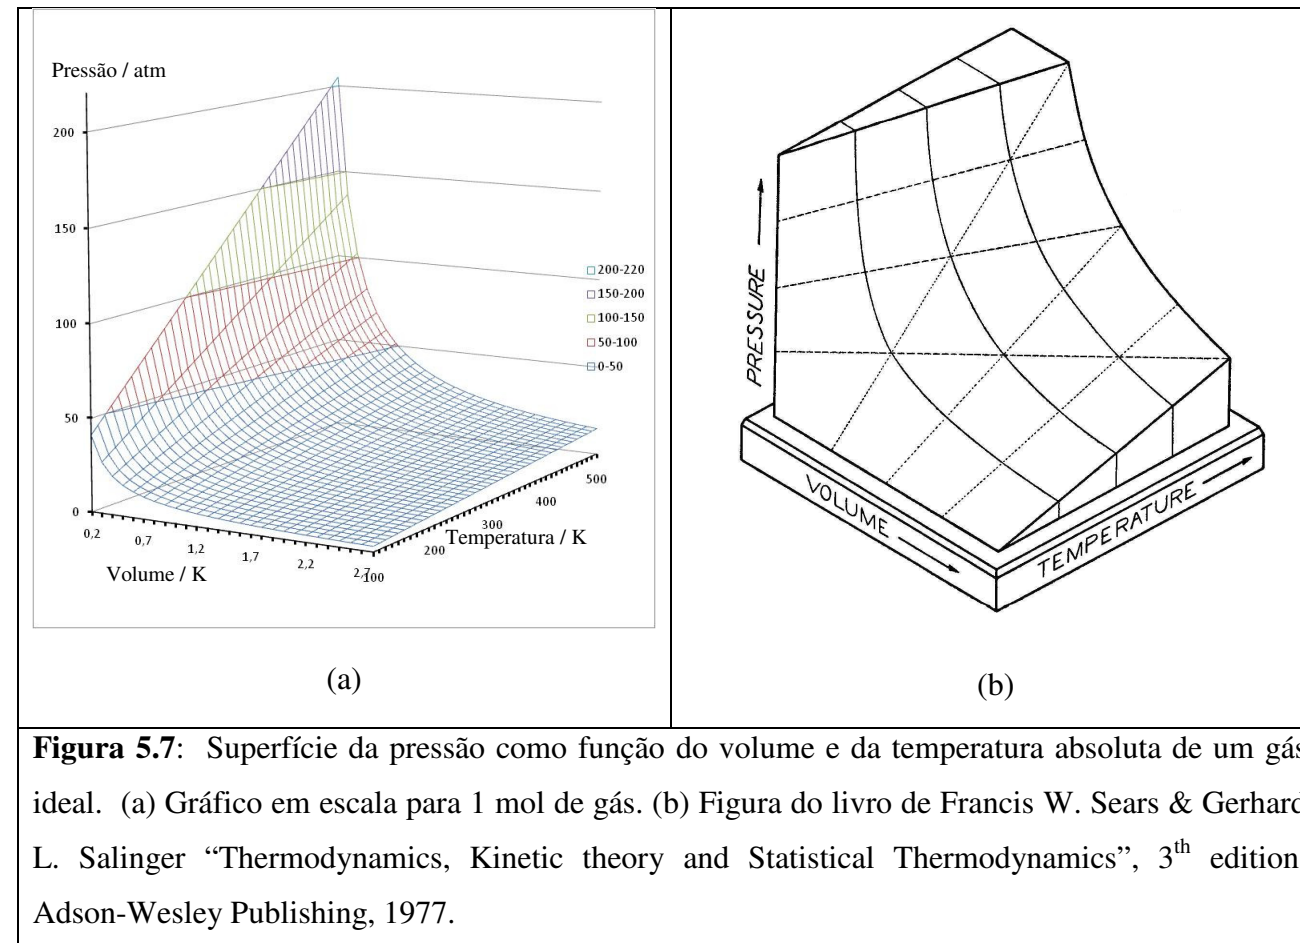 Pressão / atm
200
150
100
50
0
0,2
0,7
1,2
1,7
2,2
2,7
Volume / K
100
200
300
400
500
Temperatura / K
200-220
150-200
100-150
50-100
0-50
(a)
PRESSURE
VOLUME
TEMPERATURE
(b)
Figura 5.7: Superfície da pressão como função do volume e da temperatura absoluta de um gás
ideal. (a) Gráfico em escala para 1 mol de gás. (b) Figura do livro de Francis W. Sears & Gerhard
L. Salinger “Thermodynamics, Kinetic theory and Statistical Thermodynamics”, 3th edition
Adson-Wesley Publishing, 1977.